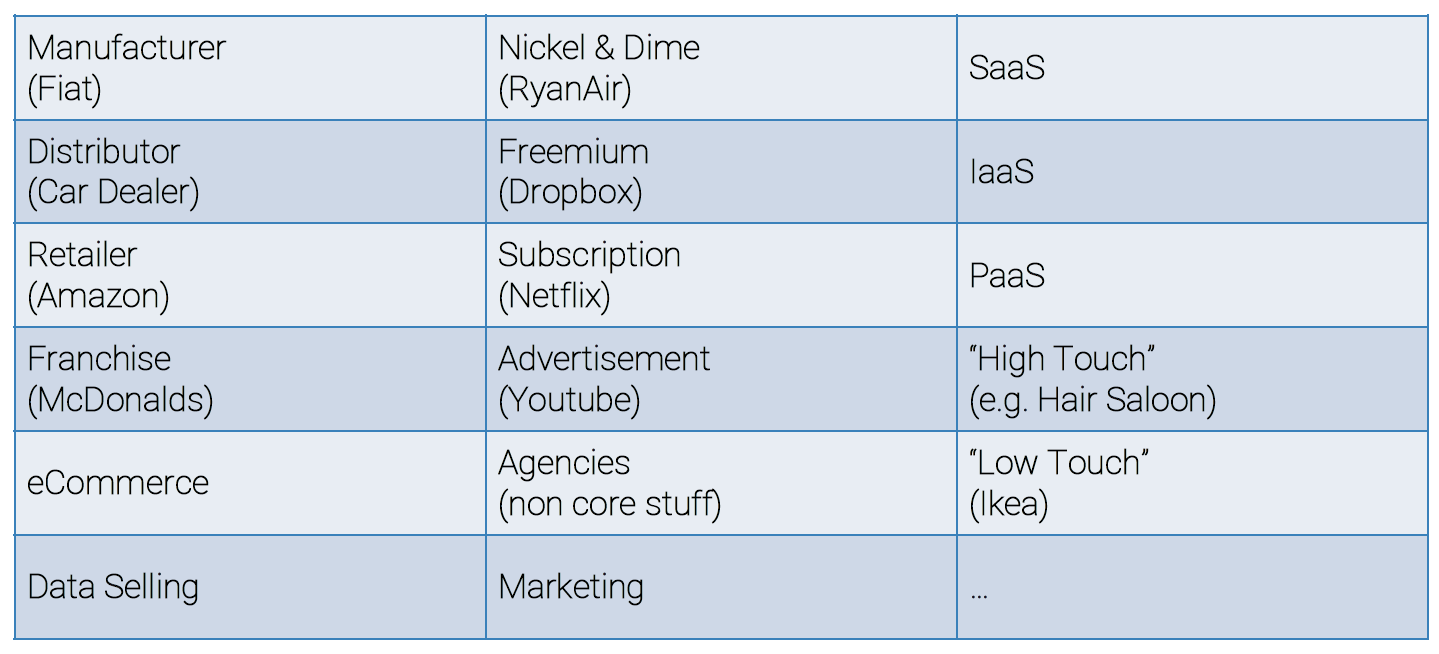 Manufacturer
(Fiat)
Nickel & Dime
(RyanAir)
SaaS
Distributor
(Car Dealer)
Freemium
(Dropbox)
IaaS
Retailer
(Amazon)
Subscription
(Netflix)
PaaS
Franchise
(McDonalds)
Advertisement
(Youtube)
“High Touch”
(e.g. Hair Saloon)
eCommerce
Agencies
(non core stuff)
“Low Touch”
(Ikea)
Data Selling
Marketing
...